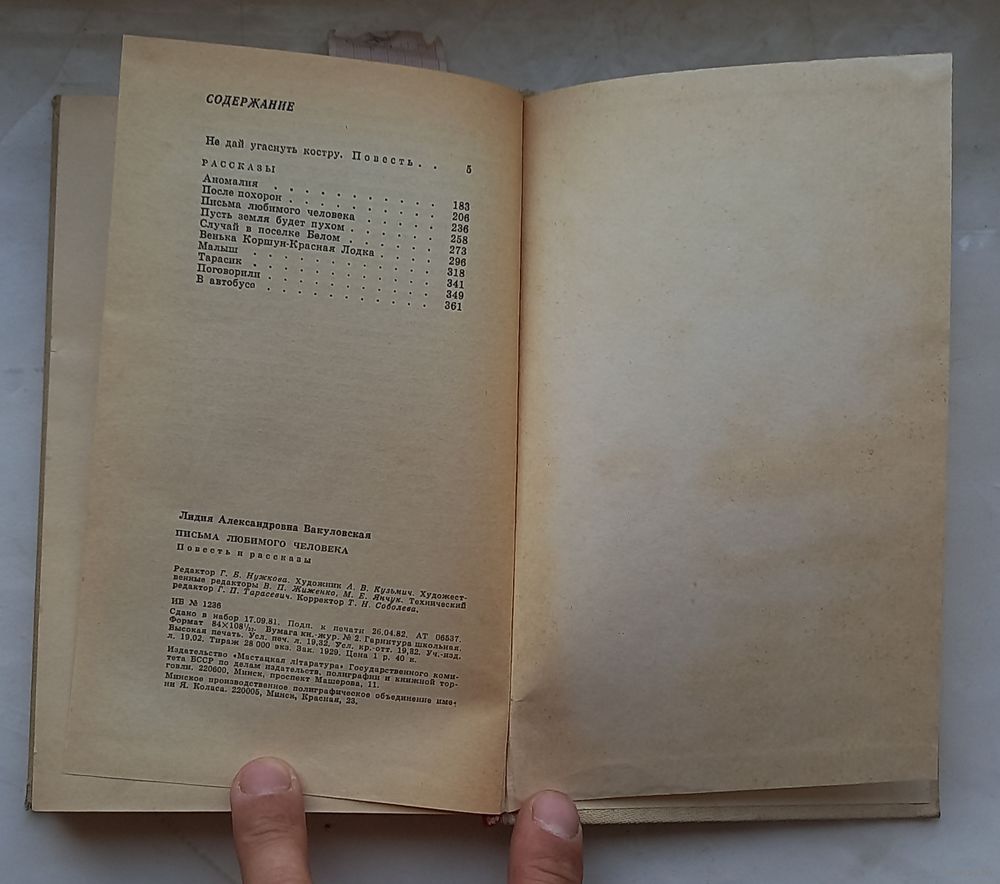 СОДЕРЖАНИЕ
Не дай угаснуть костру. Повесть . . 5
РАССКАЗЫ
Аномалия . . . . . . . . . . 183
После похорон . . . . . . . . 206
Письма любимого человека . . . . 236
Пусть земля будет пухом . . . . . 258
Случай в поселке Белом . . . . . 273
Венька Коршун-Красная Лодка . . . 296
Малыш . . . . . . . . . . 318
Тарасик . . . . . . . . . . 341
Поговорили . . . . . . . . . 349
В автобусе . . . . . . . . . 361
Лидия Александровна Вакуловская
ПИСЬМА ЛЮБИМОГО ЧЕЛОВЕКА
Повесть и рассказы
Редактор Г. Б. Нужкова. Художник А. В. Кузьмич. Художест-
венные редакторы В. П. Жиженко, М. Е. Янчук. Технический
редактор Г. П. Тарасевич. Корректор Т. Н. Соболева.
ИБ № 1236
Сдано в набор 17.09.81. Подп. к печати 26.04.82. АТ 06537.
Формат 84×108¹/₃₂. Бумага кн.-жур. № 2. Гарнитура школьная.
Высокая печать. Усл. печ. л. 19,32. Усл. кр.-отт. 19,32. Уч.-изд.
л. 19,02. Тираж 28 000 экз. Зак. 1929. Цена 1 р. 40 к.
Издательство «Мастацкая літаратура» Государственного коми-
тета БССР по делам издательств, полиграфии и книжной тор-
говли. 220600, Минск, проспект Машерова, 11.
Минское производственное полиграфическое объединение име-
ни Я. Коласа. 220005, Минск, Красная, 23.